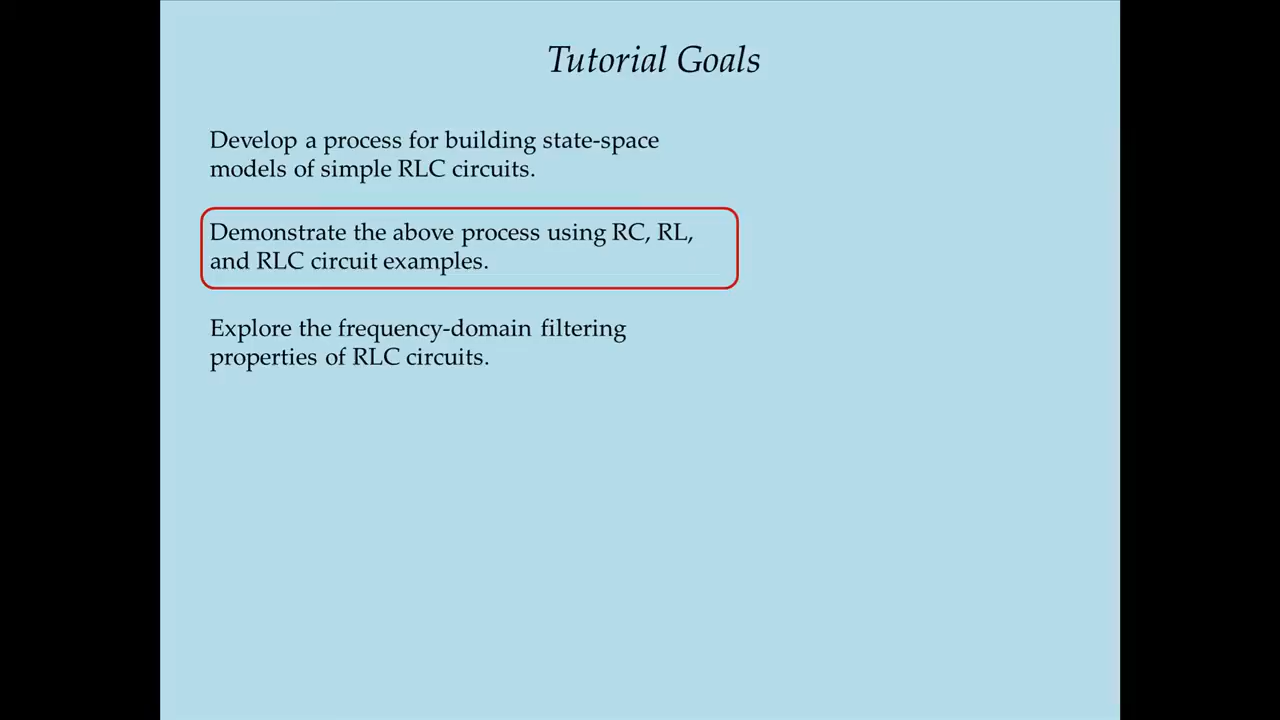 Tutorial Goals
Develop a process for building state-space
models of simple RLC circuits.
Demonstrate the above process using RC, RL,
and RLC circuit examples.
Explore the frequency-domain filtering
properties of RLC circuits.